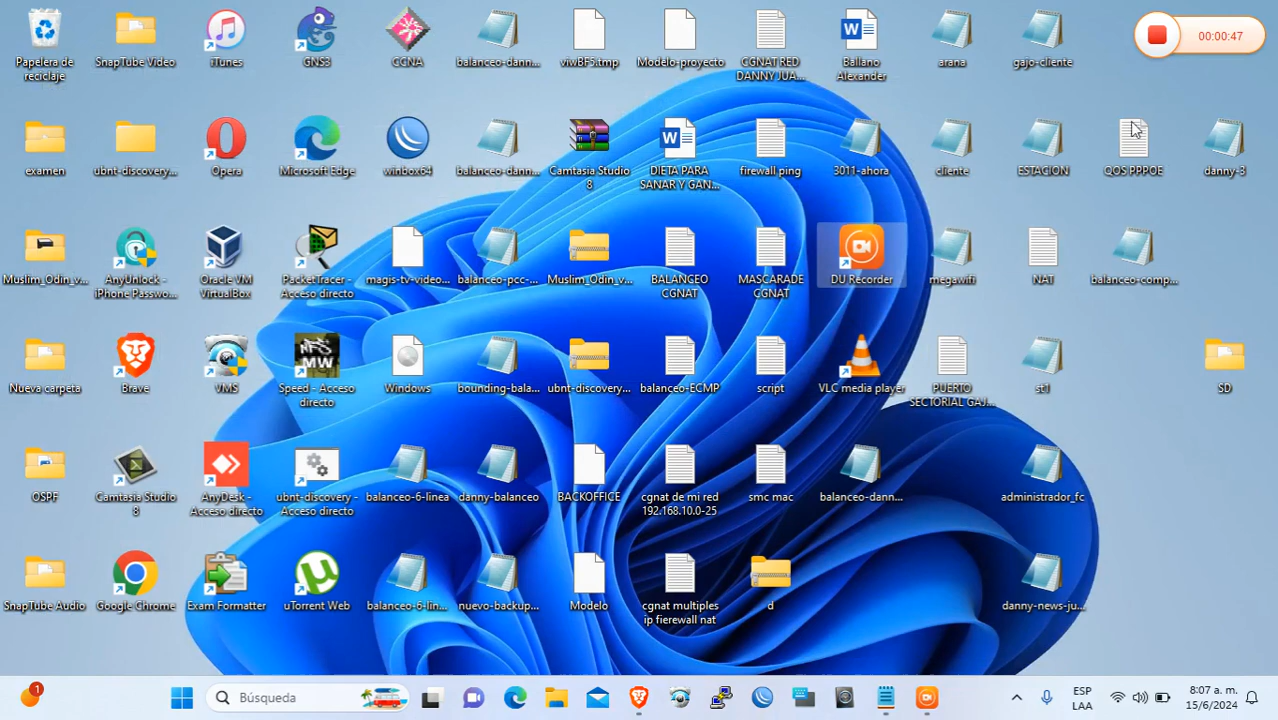 Papelera de
reciclaje
SnapTube Video
iTunes
GNS3
CCNA
balanceo-dann...
viwBF5.tmp
Modelo-proyecto
CGNAT RED
DANNY JUA...
Ballano
Alexander
arana
gajo-cliente
00:00:47
examen
ubnt-discovery...
Opera
Microsoft Edge
winbox64
balanceo-dann...
Camtasia Studio
8
DIETA PARA
SANAR Y GAN...
firewall ping
3011-ahora
cliente
ESTACION
QOS PPPOE
danny-3
Muslim_Odin_v...
AnyUnlock -
iPhone Passwo...
Oracle VM
VirtualBox
PacketTracer -
Acceso directo
magis-tv-video...
balanceo-pcc-...
Muslim_Odin_v...
BALANCEO
CGNAT
MASCARADE
CGNAT
DU Recorder
megawifi
NAT
balanceo-comp...
Nueva carpeta
Brave
VMS
Speed - Acceso
directo
Windows
bounding-bala...
ubnt-discovery...
balanceo-ECMP
script
VLC media player
PUERTO
SECTORIAL GAJ...
st1
SD
OSPF
Camtasia Studio
8
AnyDesk -
Acceso directo
ubnt-discovery -
Acceso directo
balanceo-6-linea
danny-balanceo
BACKOFFICE
cgnat de mi red
192.168.10.0-25
smc mac
balanceo-dann...
administrador_fc
SnapTube Audio
Google Chrome
Exam Formatter
uTorrent Web
balanceo-6-lin...
nuevo-backup...
Modelo
cgnat multiples
ip fierewall nat
d
danny-news-ju...
1
Búsqueda
ESP
LAA
8:07 a. m.
15/6/2024